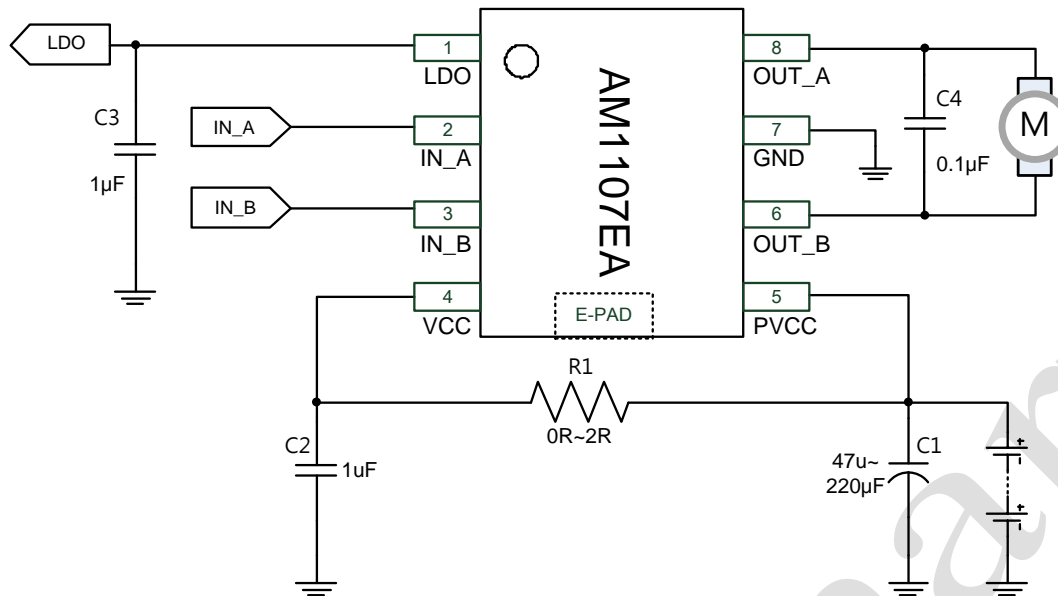 LDO
1
LDO
8
OUT_A
C3
1µF
IN_A
2
IN_A
AM1107EA
7
GND
C4
0.1µF
M
IN_B
3
IN_B
6
OUT_B
4
VCC
E-PAD
5
PVCC
R1
0R~2R
C2
1uF
C1
47u~
220µF
+
-
+
-